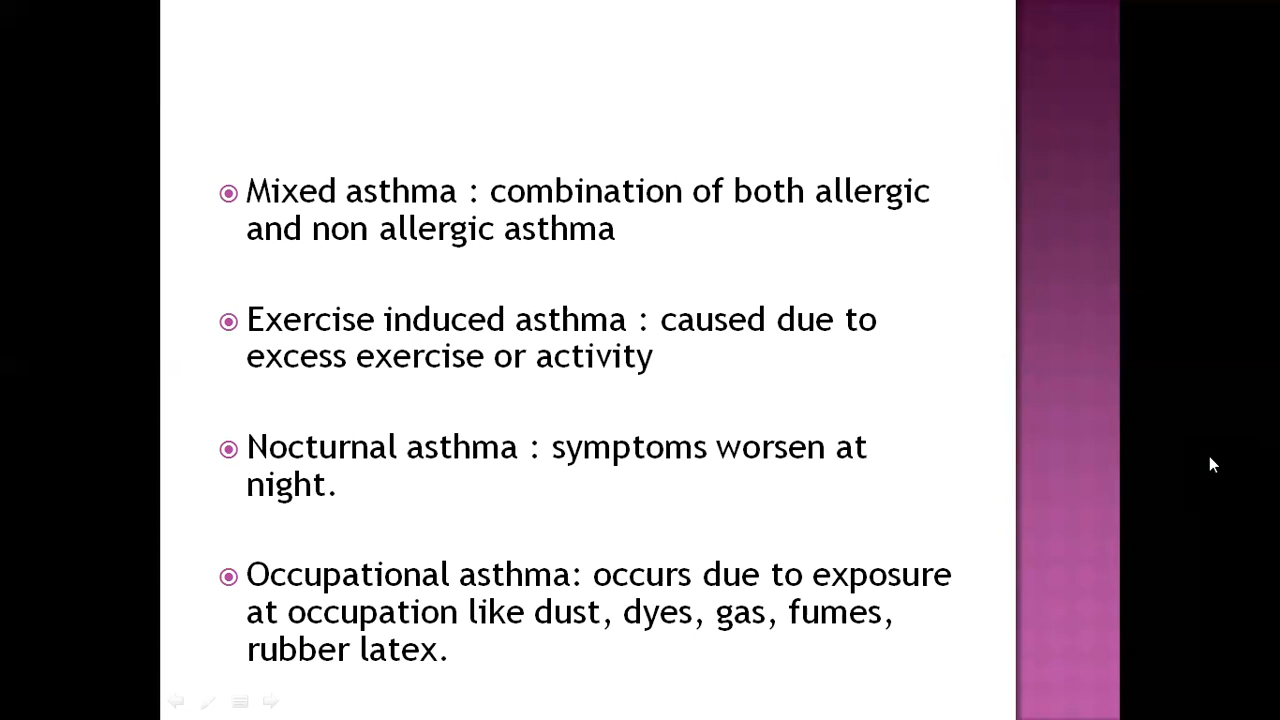 Mixed asthma : combination of both allergic
and non allergic asthma
Exercise induced asthma : caused due to
excess exercise or activity
Nocturnal asthma : symptoms worsen at
night.
Occupational asthma: occurs due to exposure
at occupation like dust, dyes, gas, fumes,
rubber latex.